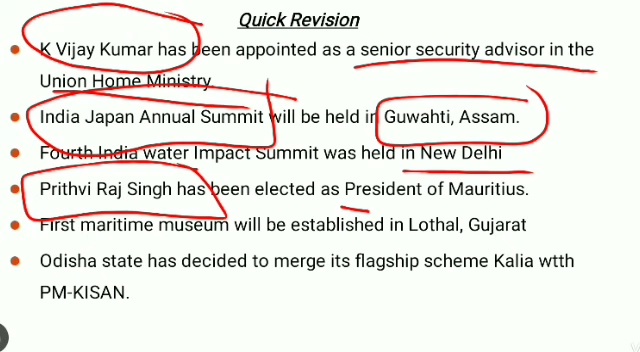 Quick Revision
K Vijay Kumar has been appointed as a senior security advisor in the
Union Home Ministry
India Japan Annual Summit will be held in Guwahti, Assam.
Fourth India water Impact Summit was held in New Delhi
Prithvi Raj Singh has been elected as President of Mauritius.
First maritime museum will be established in Lothal, Gujarat
Odisha state has decided to merge its flagship scheme Kalia wtth
PM-KISAN.